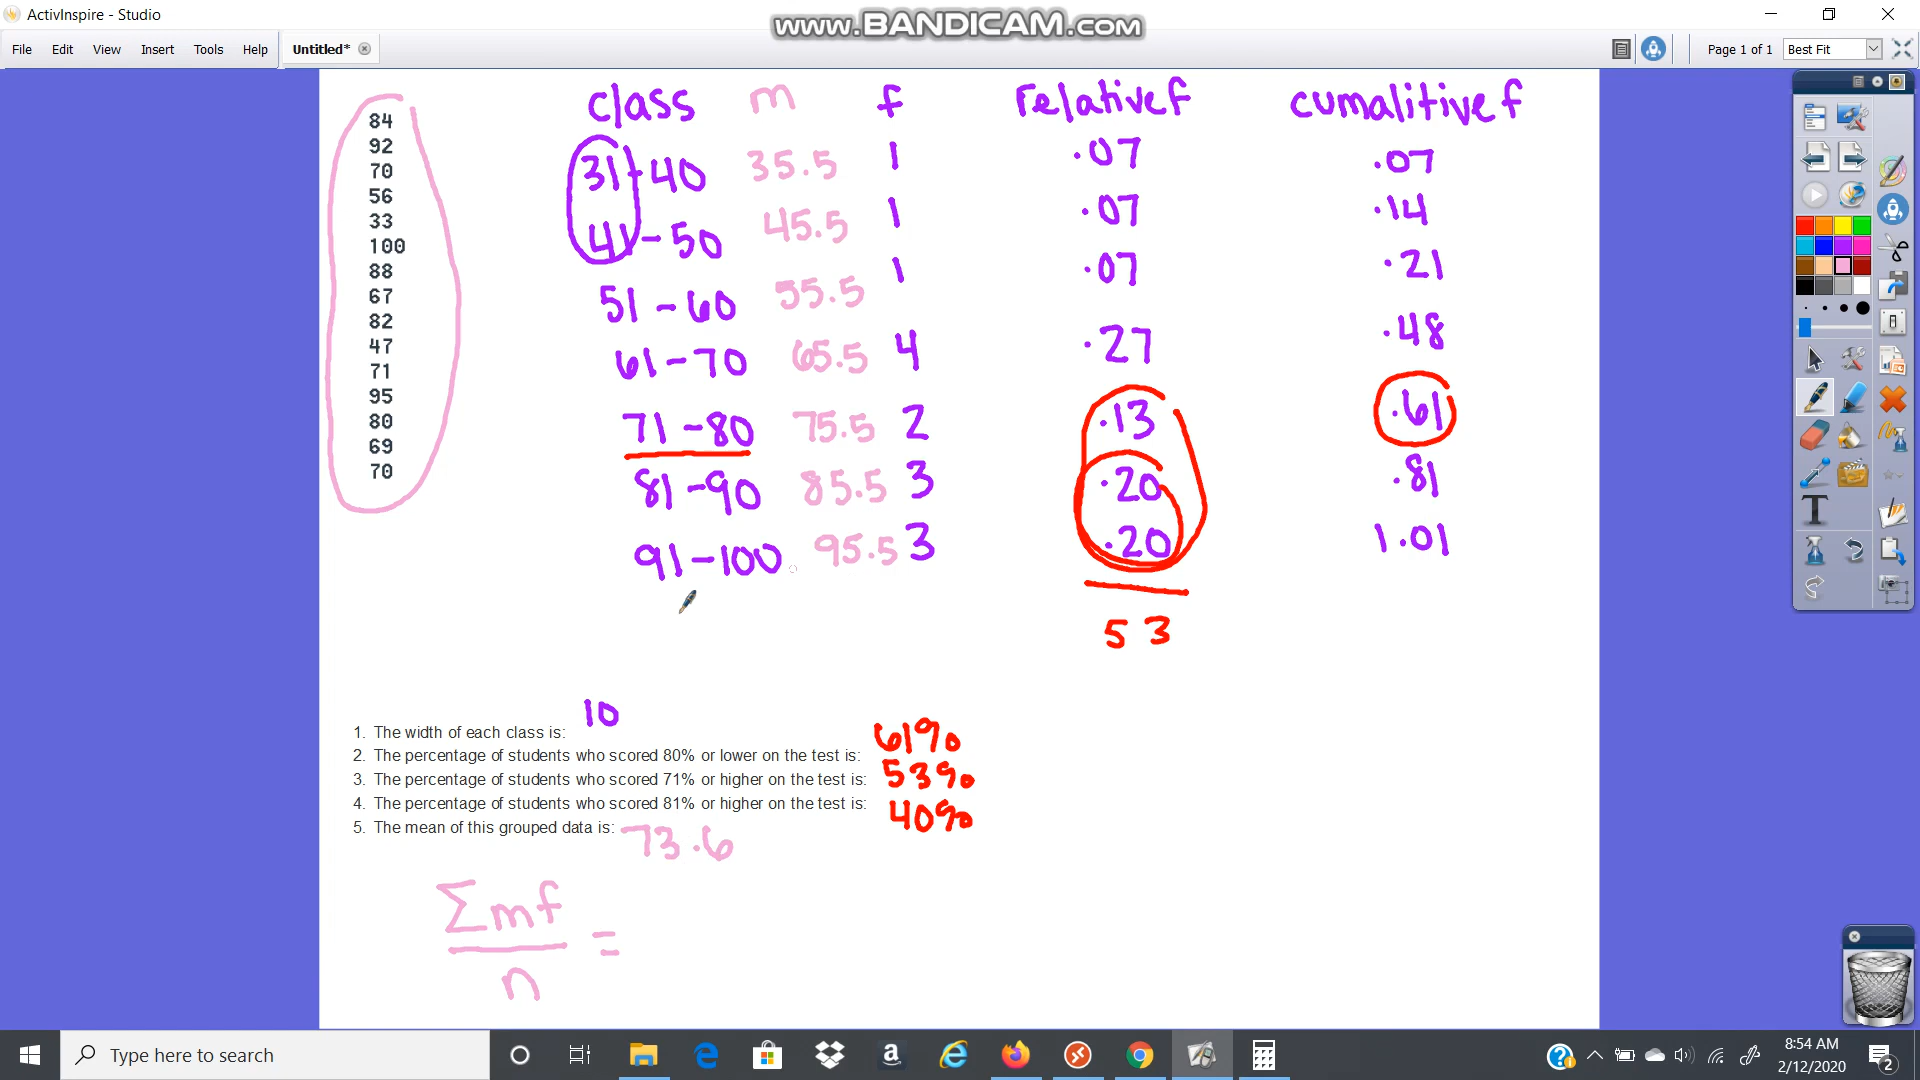 ActivInspire - Studio
www.BANDICAM.com
File Edit View Insert Tools Help
Untitled*
Page 1 of 1
Best Fit
84
92
70
56
33
100
88
67
82
47
71
95
80
69
70
class m f relative f cumalitive f
31-40 35.5 1 .07 .07
41-50 45.5 1 .07 .14
51-60 55.5 1 .07 .21
61-70 65.5 4 .27 .48
71-80 75.5 2 .13 .61
81-90 85.5 3 .20 .81
91-100 95.5 3 .20 1.01
53
1. The width of each class is: 10
2. The percentage of students who scored 80% or lower on the test is: 61%
3. The percentage of students who scored 71% or higher on the test is: 53%
4. The percentage of students who scored 81% or higher on the test is: 40%
5. The mean of this grouped data is: 73.6
Σmf
=
n
Type here to search
8:54 AM
2/12/2020
2